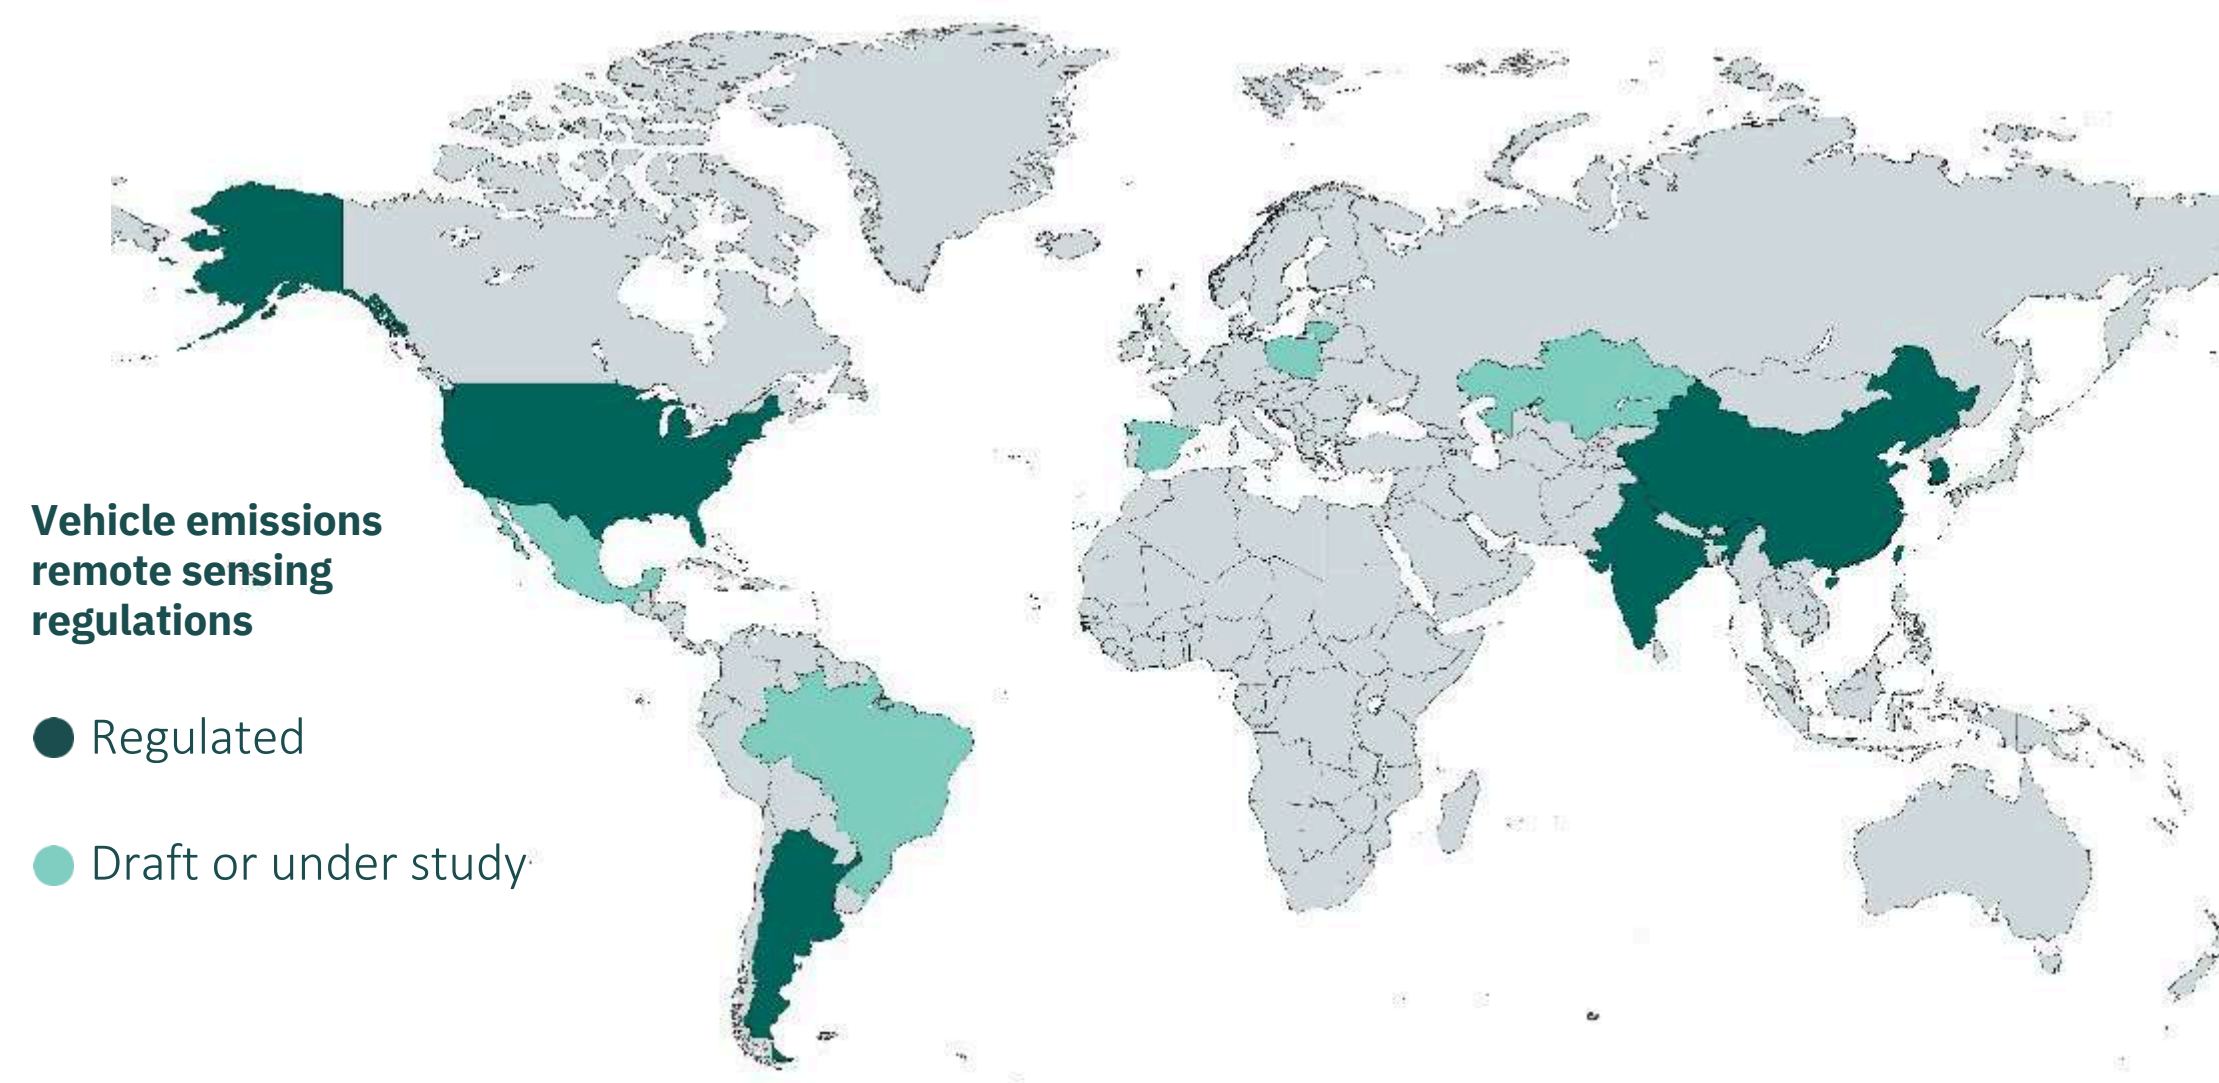 Vehicle emissions
remote sensing
regulations
Regulated
Draft or under study